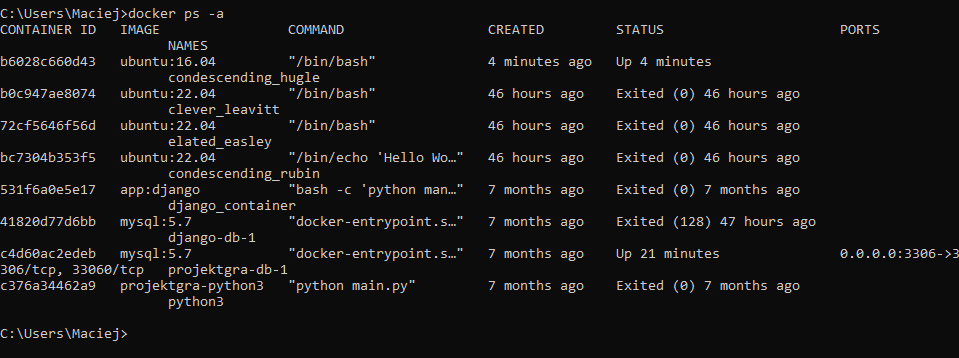 C:\Users\Maciej>docker ps -a
CONTAINER ID   IMAGE                COMMAND                  CREATED         STATUS                      PORTS
                     NAMES
b6028c660d43   ubuntu:16.04         "/bin/bash"              4 minutes ago   Up 4 minutes
                     condescending_hugle
b0c947ae8074   ubuntu:22.04         "/bin/bash"              46 hours ago    Exited (0) 46 hours ago
                     clever_leavitt
72cf5646f56d   ubuntu:22.04         "/bin/bash"              46 hours ago    Exited (0) 46 hours ago
                     elated_easley
bc7304b353f5   ubuntu:22.04         "/bin/echo 'Hello Wo…"   46 hours ago    Exited (0) 46 hours ago
                     condescending_rubin
531f6a0e5e17   app:django           "bash -c 'python man…"   7 months ago    Exited (0) 7 months ago
                     django_container
41820d77d6bb   mysql:5.7            "docker-entrypoint.s…"   7 months ago    Exited (128) 47 hours ago
                     django-db-1
c4d60ac2edeb   mysql:5.7            "docker-entrypoint.s…"   7 months ago    Up 21 minutes               0.0.0.0:3306->3
306/tcp, 33060/tcp   projektgra-db-1
c376a34462a9   projektgra-python3   "python main.py"         7 months ago    Exited (0) 7 months ago
                     python3
C:\Users\Maciej>